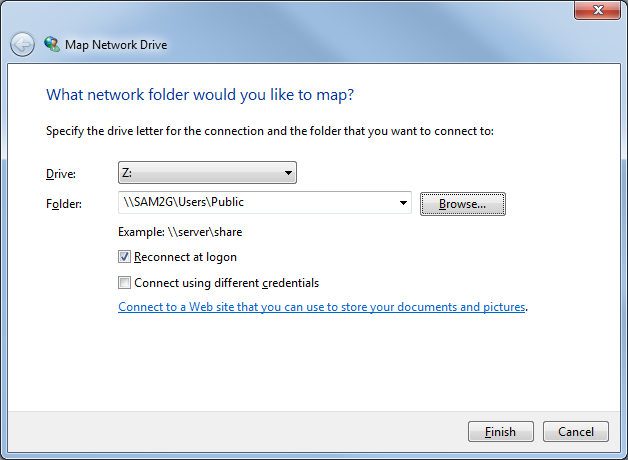 Map Network Drive
What network folder would you like to map?
Specify the drive letter for the connection and the folder that you want to connect to:
Drive: Z:
Folder: \\SAM2G\Users\Public Browse...
Example: \\server\share
Reconnect at logon
Connect using different credentials
Connect to a Web site that you can use to store your documents and pictures.
Finish Cancel